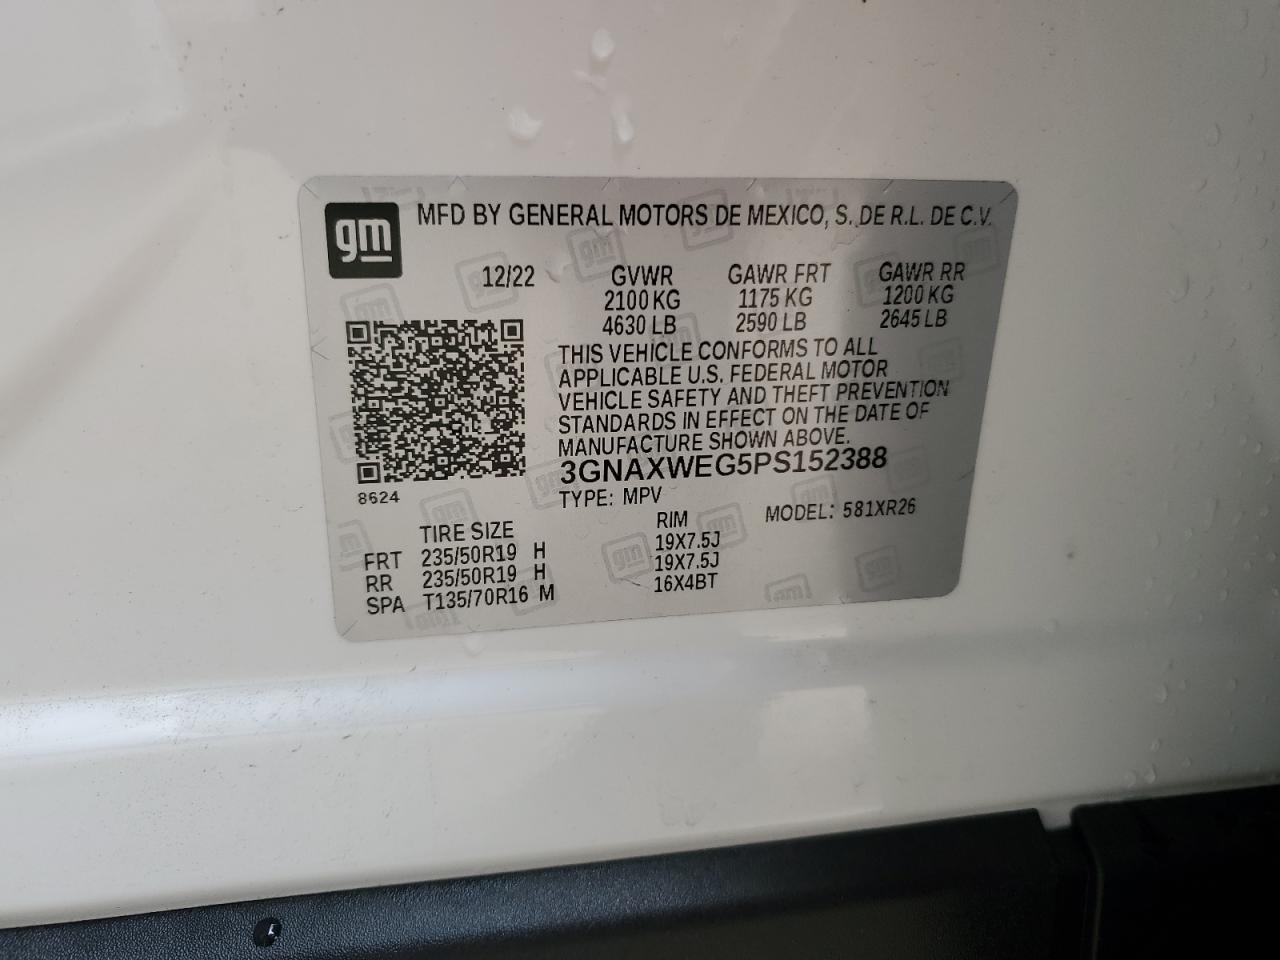 gm MFD BY GENERAL MOTORS DE MEXICO, S. DE R.L. DE C.V.
12/22 GVWR GAWR FRT GAWR RR
2100 KG 1175 KG 1200 KG
4630 LB 2590 LB 2645 LB
THIS VEHICLE CONFORMS TO ALL
APPLICABLE U.S. FEDERAL MOTOR
VEHICLE SAFETY AND THEFT PREVENTION
STANDARDS IN EFFECT ON THE DATE OF
MANUFACTURE SHOWN ABOVE.
3GNAXWEG5PS152388
8624
TYPE: MPV MODEL: 581XR26
TIRE SIZE RIM
FRT 235/50R19 H 19X7.5J
RR 235/50R19 H 19X7.5J
SPA T135/70R16 M 16X4BT